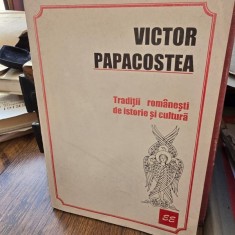 VICTOR
PAPACOSTEA
Tradiții românești
de istorie și cultură
EE